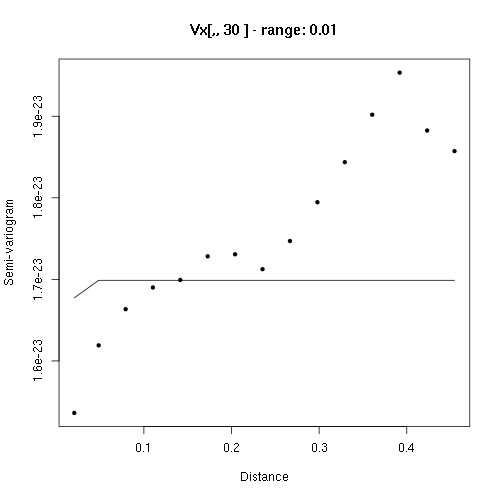 Vx[,, 30 ] - range: 0.01
1.9e-23
1.8e-23
1.7e-23
1.6e-23
Semi-variogram
0.1 0.2 0.3 0.4
Distance